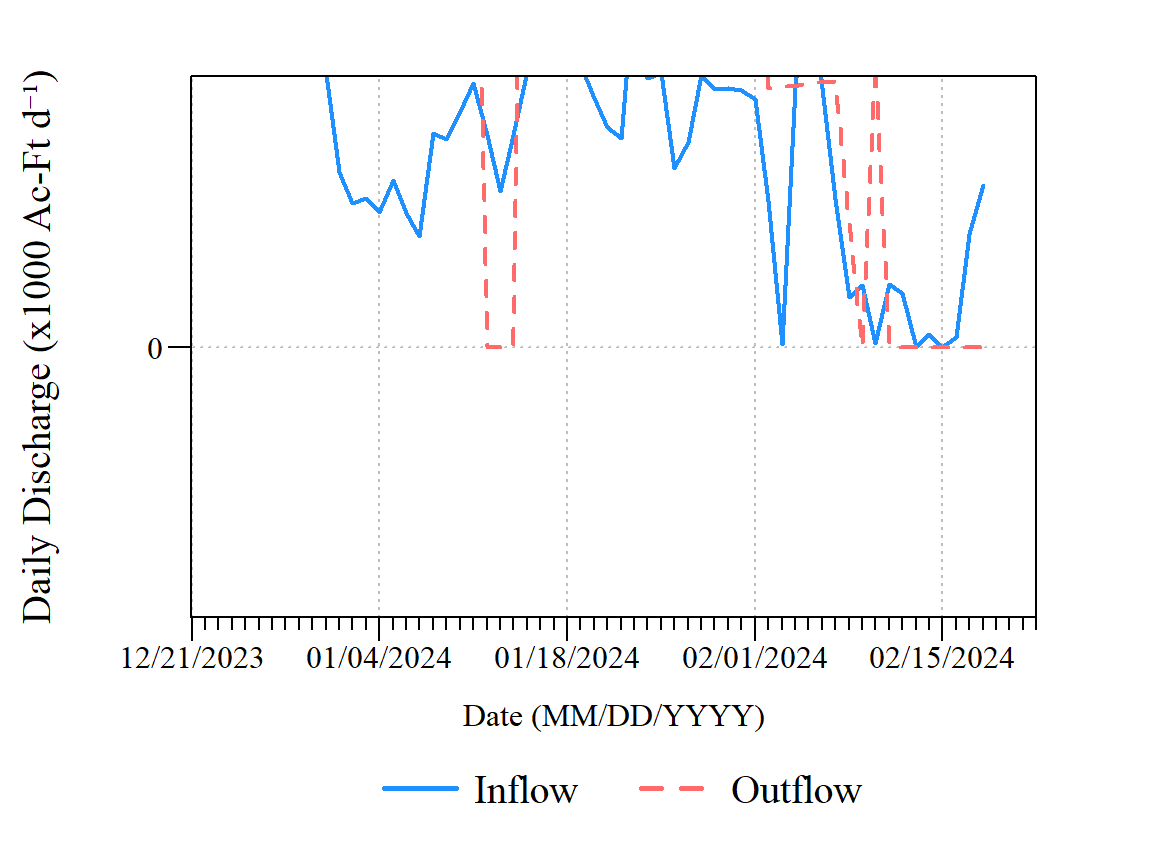 Daily Discharge (x1000 Ac-Ft d⁻¹)
0
12/21/2023 01/04/2024 01/18/2024 02/01/2024 02/15/2024
Date (MM/DD/YYYY)
Inflow Outflow